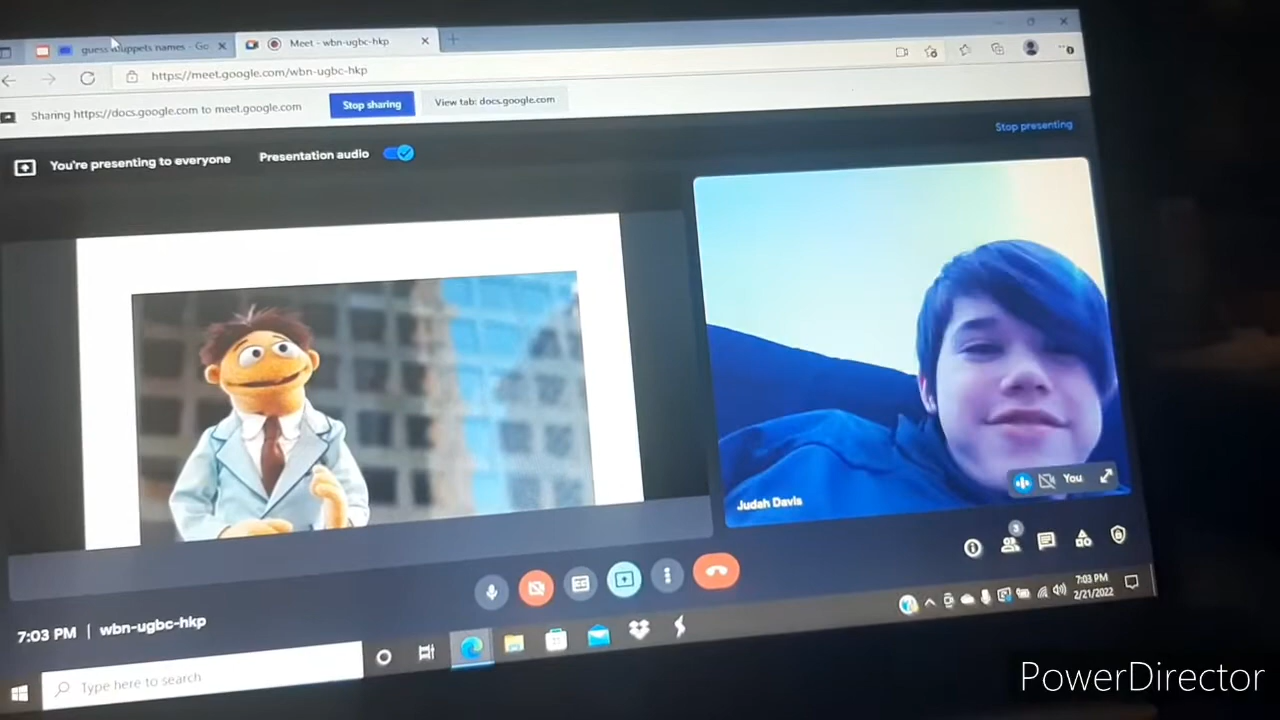 guess muppets names - Go
Meet - wbn-ugbc-hkp
https://meet.google.com/wbn-ugbc-hkp
Sharing https://docs.google.com to meet.google.com
Stop sharing
View tab: docs.google.com
Stop presenting
You're presenting to everyone
Presentation audio
Judah Davis
You
3
7:03 PM | wbn-ugbc-hkp
7:03 PM
2/21/2022
Type here to search
PowerDirector